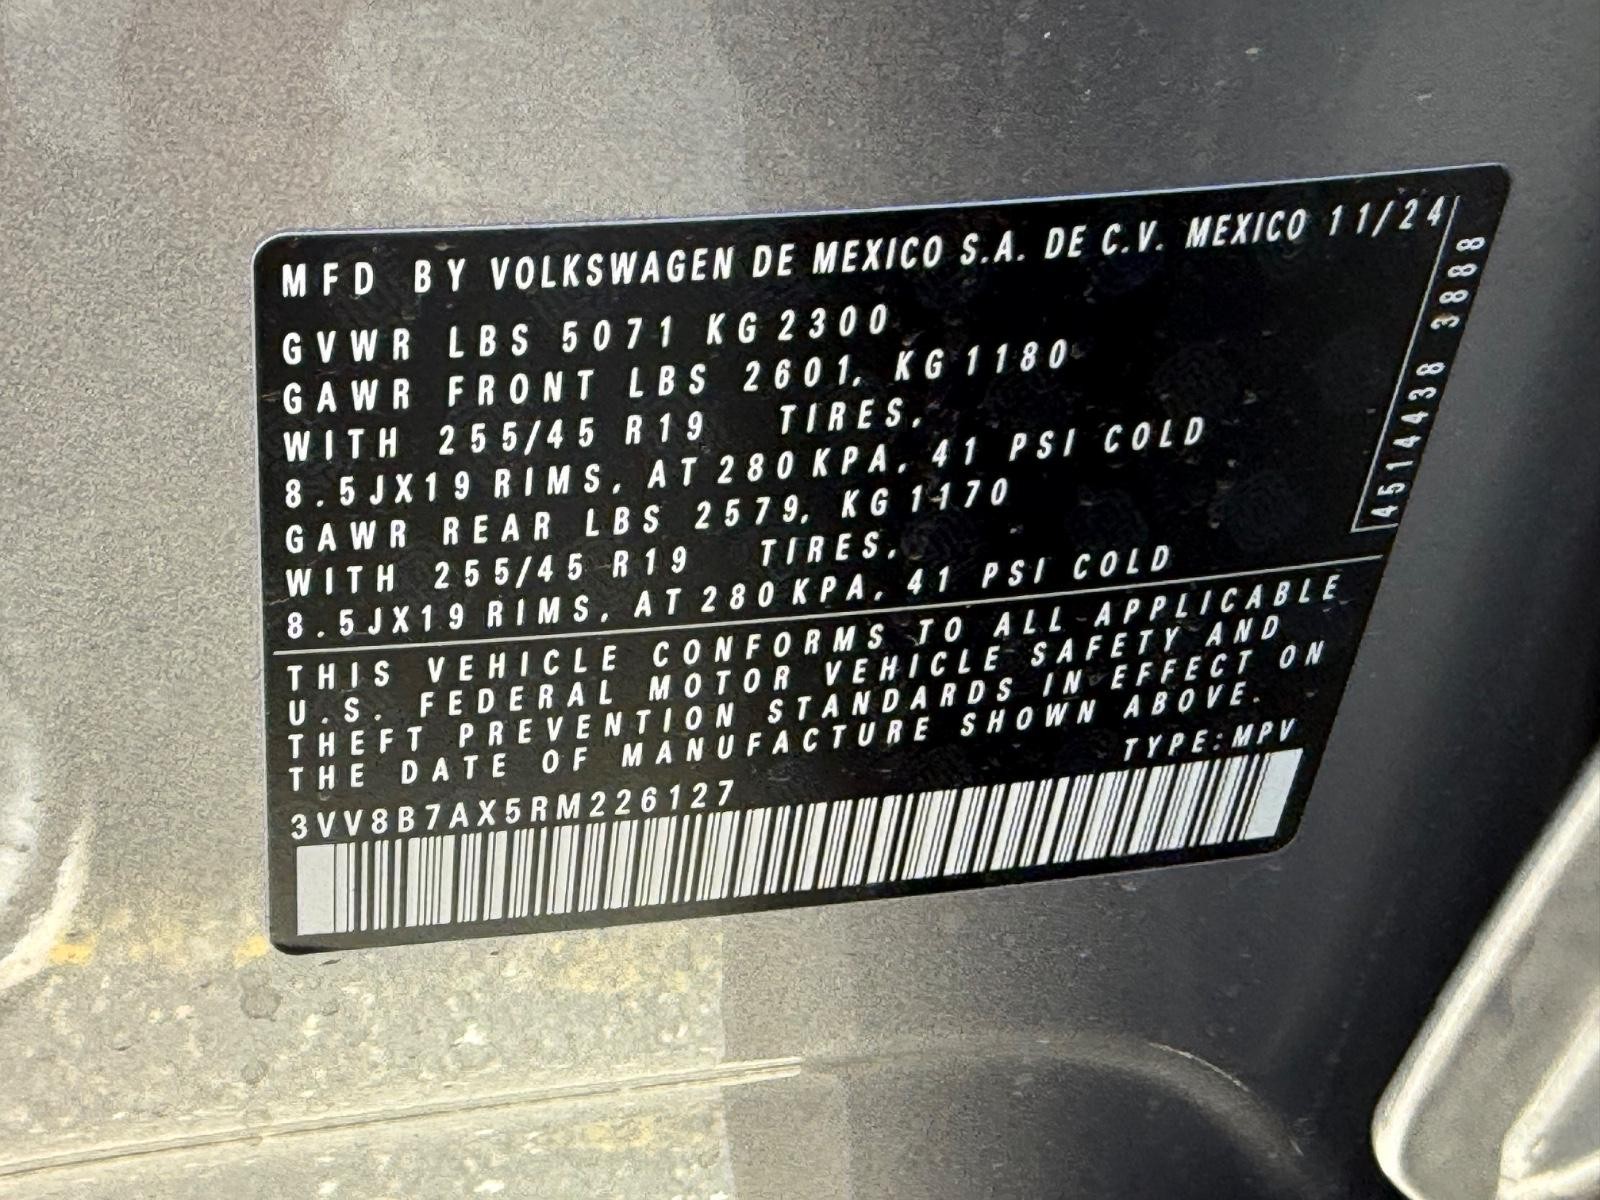 MFD BY VOLKSWAGEN DE MEXICO S.A. DE C.V. MEXICO 11/24
GVWR LBS 5071 KG 2300
GAWR FRONT LBS 2601, KG 1180
WITH 255/45 R19 TIRES,
8.5JX19 RIMS, AT 280 KPA, 41 PSI COLD
GAWR REAR LBS 2579, KG 1170
WITH 255/45 R19 TIRES,
8.5JX19 RIMS, AT 280 KPA, 41 PSI COLD
4514438 3888
THIS VEHICLE CONFORMS TO ALL APPLICABLE
U.S. FEDERAL MOTOR VEHICLE SAFETY AND
THEFT PREVENTION STANDARDS IN EFFECT ON
THE DATE OF MANUFACTURE SHOWN ABOVE.
TYPE:MPV
3VV8B7AX5RM226127